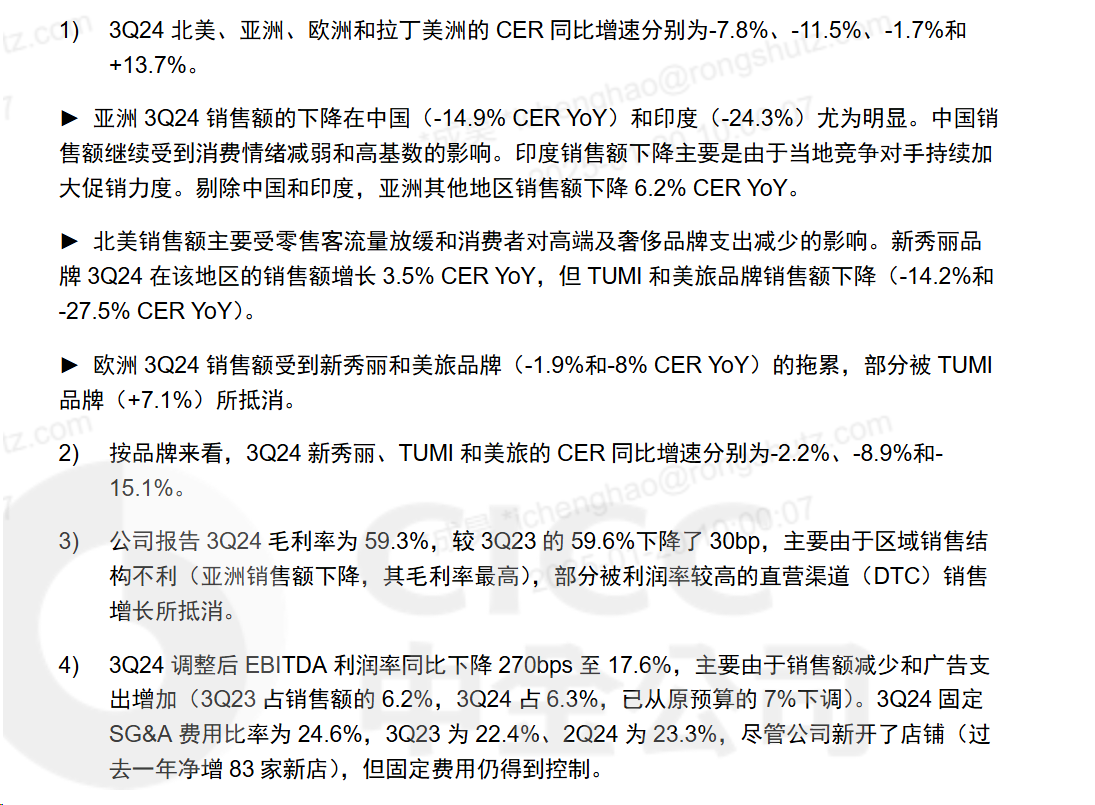 1) 3Q24 北美、亚洲、欧洲和拉丁美洲的 CER 同比增速分别为-7.8%、-11.5%、-1.7%和
+13.7%。
► 亚洲 3Q24 销售额的下降在中国（-14.9% CER YoY）和印度（-24.3%）尤为明显。中国销
售额继续受到消费情绪减弱和高基数的影响。印度销售额下降主要是由于当地竞争对手持续加
大促销力度。剔除中国和印度，亚洲其他地区销售额下降 6.2% CER YoY。
► 北美销售额主要受零售客流量放缓和消费者对高端及奢侈品牌支出减少的影响。新秀丽品
牌 3Q24 在该地区的销售额增长 3.5% CER YoY，但 TUMI 和美旅品牌销售额下降（-14.2%和
-27.5% CER YoY）。
► 欧洲 3Q24 销售额受到新秀丽和美旅品牌（-1.9%和-8% CER YoY）的拖累，部分被 TUMI
品牌（+7.1%）所抵消。
2) 按品牌来看，3Q24 新秀丽、TUMI 和美旅的 CER 同比增速分别为-2.2%、-8.9%和-
15.1%。
3) 公司报告 3Q24 毛利率为 59.3%，较 3Q23 的 59.6%下降了 30bp，主要由于区域销售结
构不利（亚洲销售额下降，其毛利率最高），部分被利润率较高的直营渠道（DTC）销售
增长所抵消。
4) 3Q24 调整后 EBITDA 利润率同比下降 270bps 至 17.6%，主要由于销售额减少和广告支
出增加（3Q23 占销售额的 6.2%，3Q24 占 6.3%，已从原预算的 7%下调）。3Q24 固定
SG&A 费用比率为 24.6%，3Q23 为 22.4%、2Q24 为 23.3%，尽管公司新开了店铺（过
去一年净增 83 家新店），但固定费用仍得到控制。
CICC
中金公司